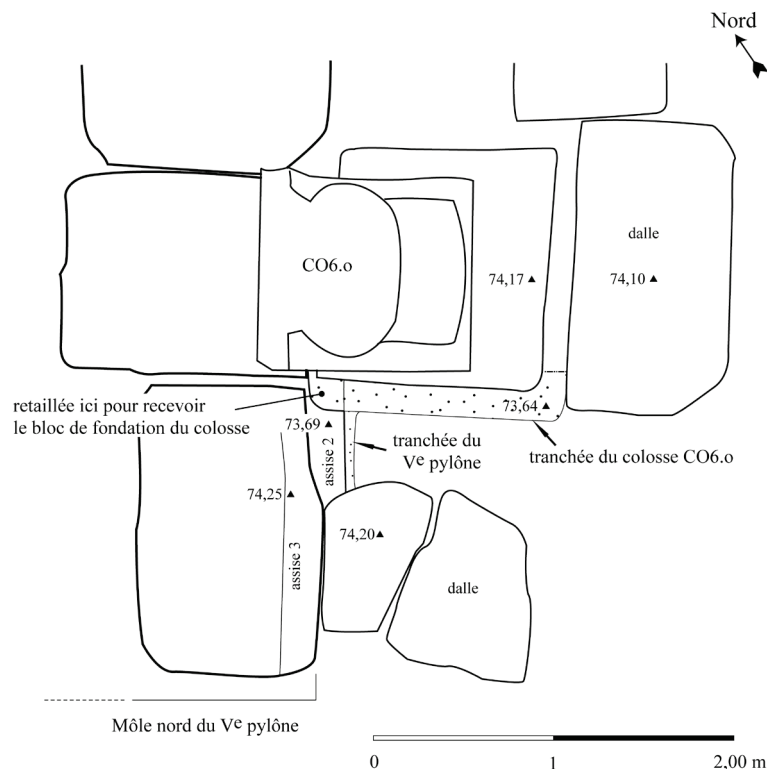 Nord
dalle
CO6.o
74,17
74,10
retaillée ici pour recevoir
le bloc de fondation du colosse
73,64
73,69
assise 2
tranchée du
Ve pylône
tranchée du colosse CO6.o
74,25
74,20
assise 3
dalle
Môle nord du Ve pylône
0
1
2,00 m